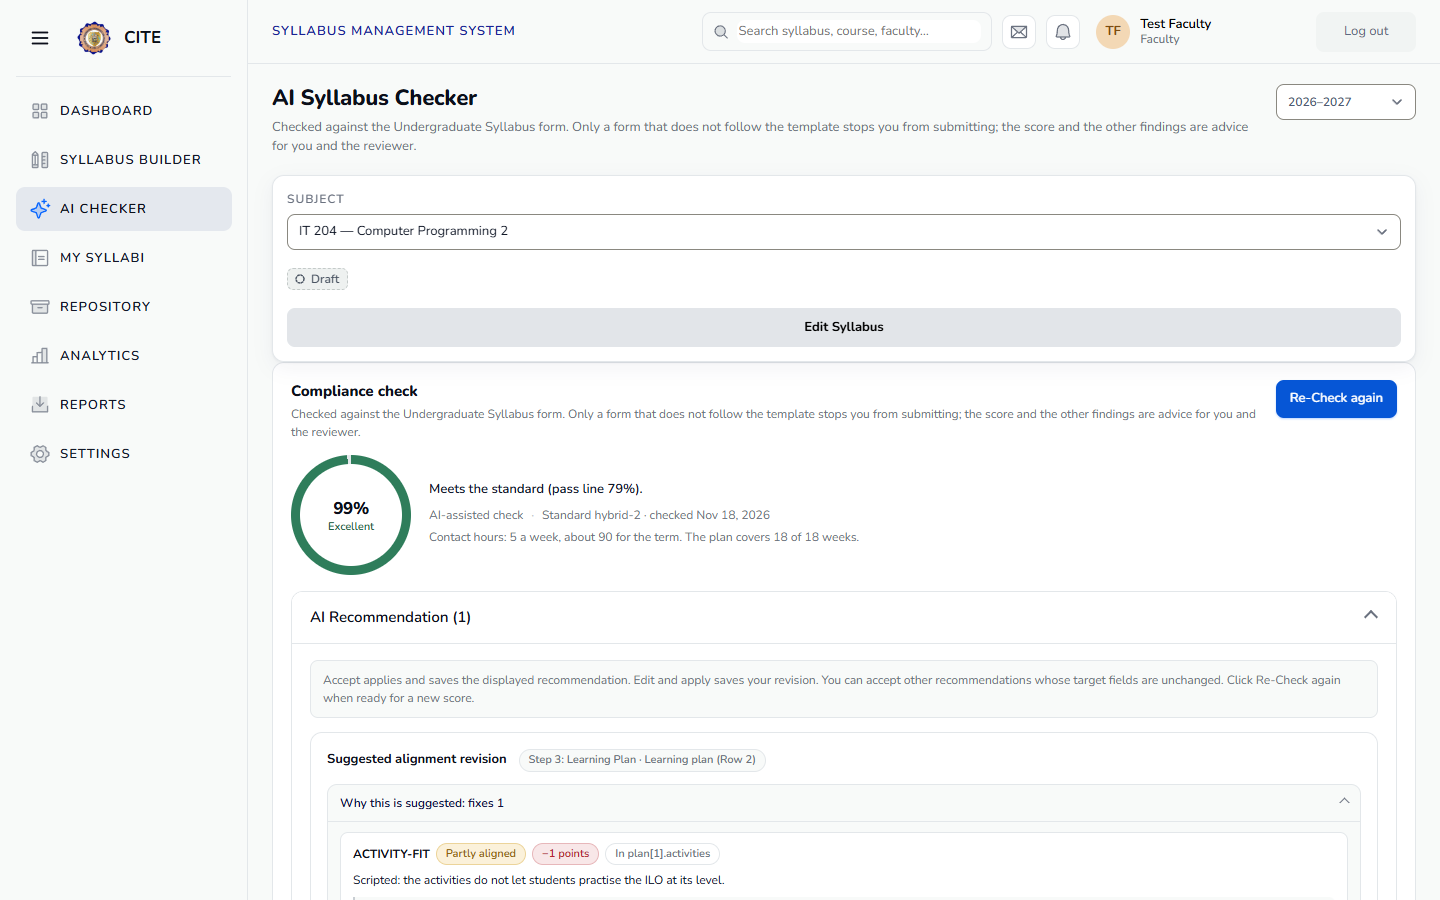 CITE
SYLLABUS MANAGEMENT SYSTEM
Search syllabus, course, faculty...
TF
Test Faculty
Faculty
Log out
DASHBOARD
SYLLABUS BUILDER
AI CHECKER
MY SYLLABI
REPOSITORY
ANALYTICS
REPORTS
SETTINGS
AI Syllabus Checker
2026–2027
Checked against the Undergraduate Syllabus form. Only a form that does not follow the template stops you from submitting; the score and the other findings are advice
for you and the reviewer.
SUBJECT
IT 204 — Computer Programming 2
Draft
Edit Syllabus
Compliance check
Re-Check again
Checked against the Undergraduate Syllabus form. Only a form that does not follow the template stops you from submitting; the score and the other findings are advice for you and
the reviewer.
99%
Excellent
Meets the standard (pass line 79%).
AI-assisted check · Standard hybrid-2 · checked Nov 18, 2026
Contact hours: 5 a week, about 90 for the term. The plan covers 18 of 18 weeks.
AI Recommendation (1)
Accept applies and saves the displayed recommendation. Edit and apply saves your revision. You can accept other recommendations whose target fields are unchanged. Click Re-Check again
when ready for a new score.
Suggested alignment revision
Step 3: Learning Plan · Learning plan (Row 2)
Why this is suggested: fixes 1
ACTIVITY-FIT
Partly aligned
−1 points
In plan[1].activities
Scripted: the activities do not let students practise the ILO at its level.